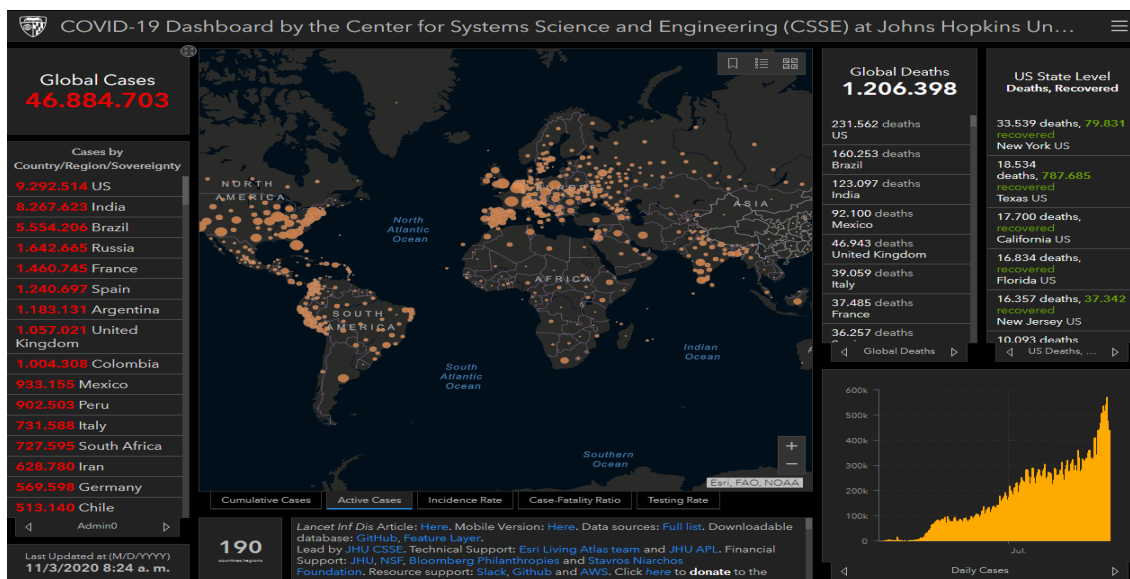 COVID-19 Dashboard by the Center for Systems Science and Engineering (CSSE) at Johns Hopkins Un...
Global Cases
46.884.703
Cases by
Country/Region/Sovereignty
9.292.514 US
8.267.623 India
5.554.206 Brazil
1.642.665 Russia
1.460.745 France
1.240.697 Spain
1.183.131 Argentina
1.057.021 United
Kingdom
1.004.308 Colombia
933.155 Mexico
902.503 Peru
731.588 Italy
727.595 South Africa
628.780 Iran
569.598 Germany
513.140 Chile
Admin0
Last Updated at (M/D/YYYY)
11/3/2020 8:24 a. m.
NORTH
AMERICA
EUROPE
ASIA
North
Atlantic
Ocean
AFRICA
SOUTH
AMERICA
Indian
Ocean
South
Atlantic
Ocean
Southern
Ocean
Esri, FAO, NOAA
Cumulative Cases
Active Cases
Incidence Rate
Case-Fatality Ratio
Testing Rate
190
countries/regions
Lancet Inf Dis Article: Here. Mobile Version: Here. Data sources: Full list. Downloadable
database: GitHub, Feature Layer.
Lead by JHU CSSE. Technical Support: Esri Living Atlas team and JHU APL. Financial
Support: JHU, NSF, Bloomberg Philanthropies and Stavros Niarchos
Foundation. Resource support: Slack, Github and AWS. Click here to donate to the
Global Deaths
1.206.398
231.562 deaths
US
160.253 deaths
Brazil
123.097 deaths
India
92.100 deaths
Mexico
46.943 deaths
United Kingdom
39.059 deaths
Italy
37.485 deaths
France
36.257 deaths
Global Deaths
US State Level
Deaths, Recovered
33.539 deaths, 79.831
recovered
New York US
18.534
deaths, 787.685
recovered
Texas US
17.700 deaths,
recovered
California US
16.834 deaths,
recovered
Florida US
16.357 deaths, 37.342
recovered
New Jersey US
10.093 deaths
US Deaths, ...
600k
500k
400k
300k
200k
100k
0
Jul.
Daily Cases